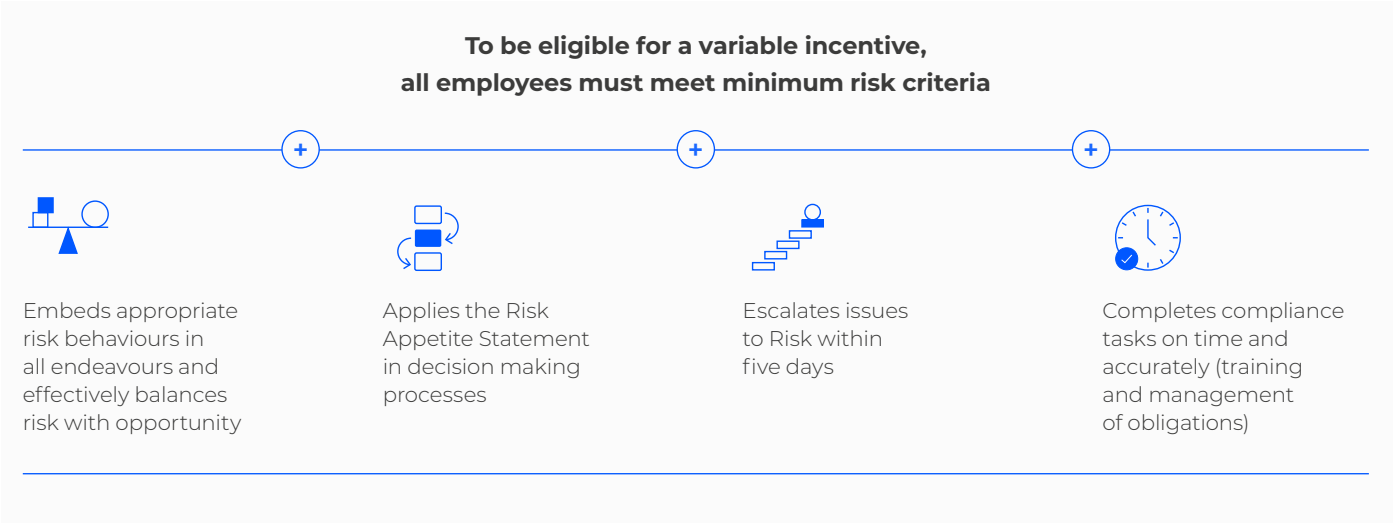 To be eligible for a variable incentive,
all employees must meet minimum risk criteria
+ + +
Embeds appropriate
risk behaviours in
all endeavours and
effectively balances
risk with opportunity
Applies the Risk
Appetite Statement
in decision making
processes
Escalates issues
to Risk within
five days
Completes compliance
tasks on time and
accurately (training
and management
of obligations)